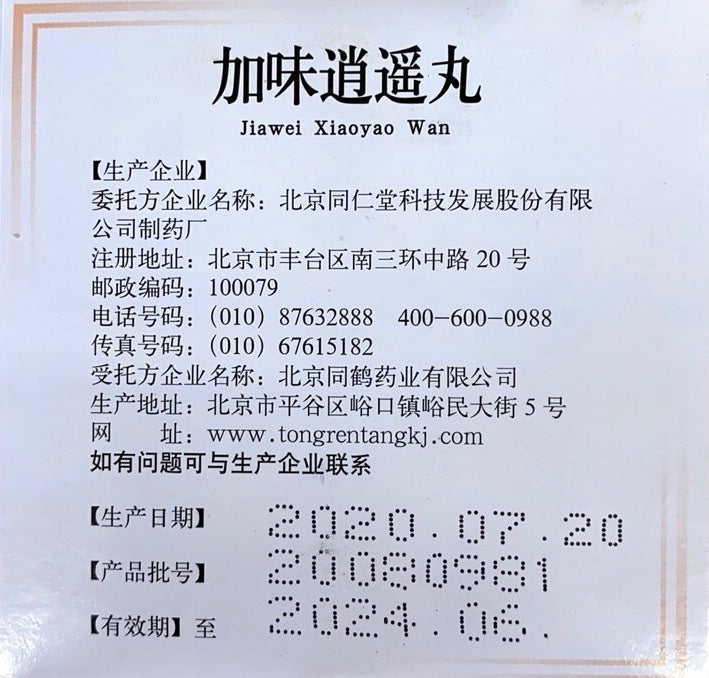 加味逍遥丸
Jiawei Xiaoyao Wan
【生产企业】
委托方企业名称：北京同仁堂科技发展股份有限
公司制药厂
注册地址：北京市丰台区南三环中路 20 号
邮政编码：100079
电话号码：（010）87632888 400-600-0988
传真号码：（010）67615182
受托方企业名称：北京同鹤药业有限公司
生产地址：北京市平谷区峪口镇峪民大街 5 号
网 址：www.tongrentangkj.com
如有问题可与生产企业联系
【生产日期】 2020.07.20
【产品批号】 20080981
【有效期】至 2024.06.